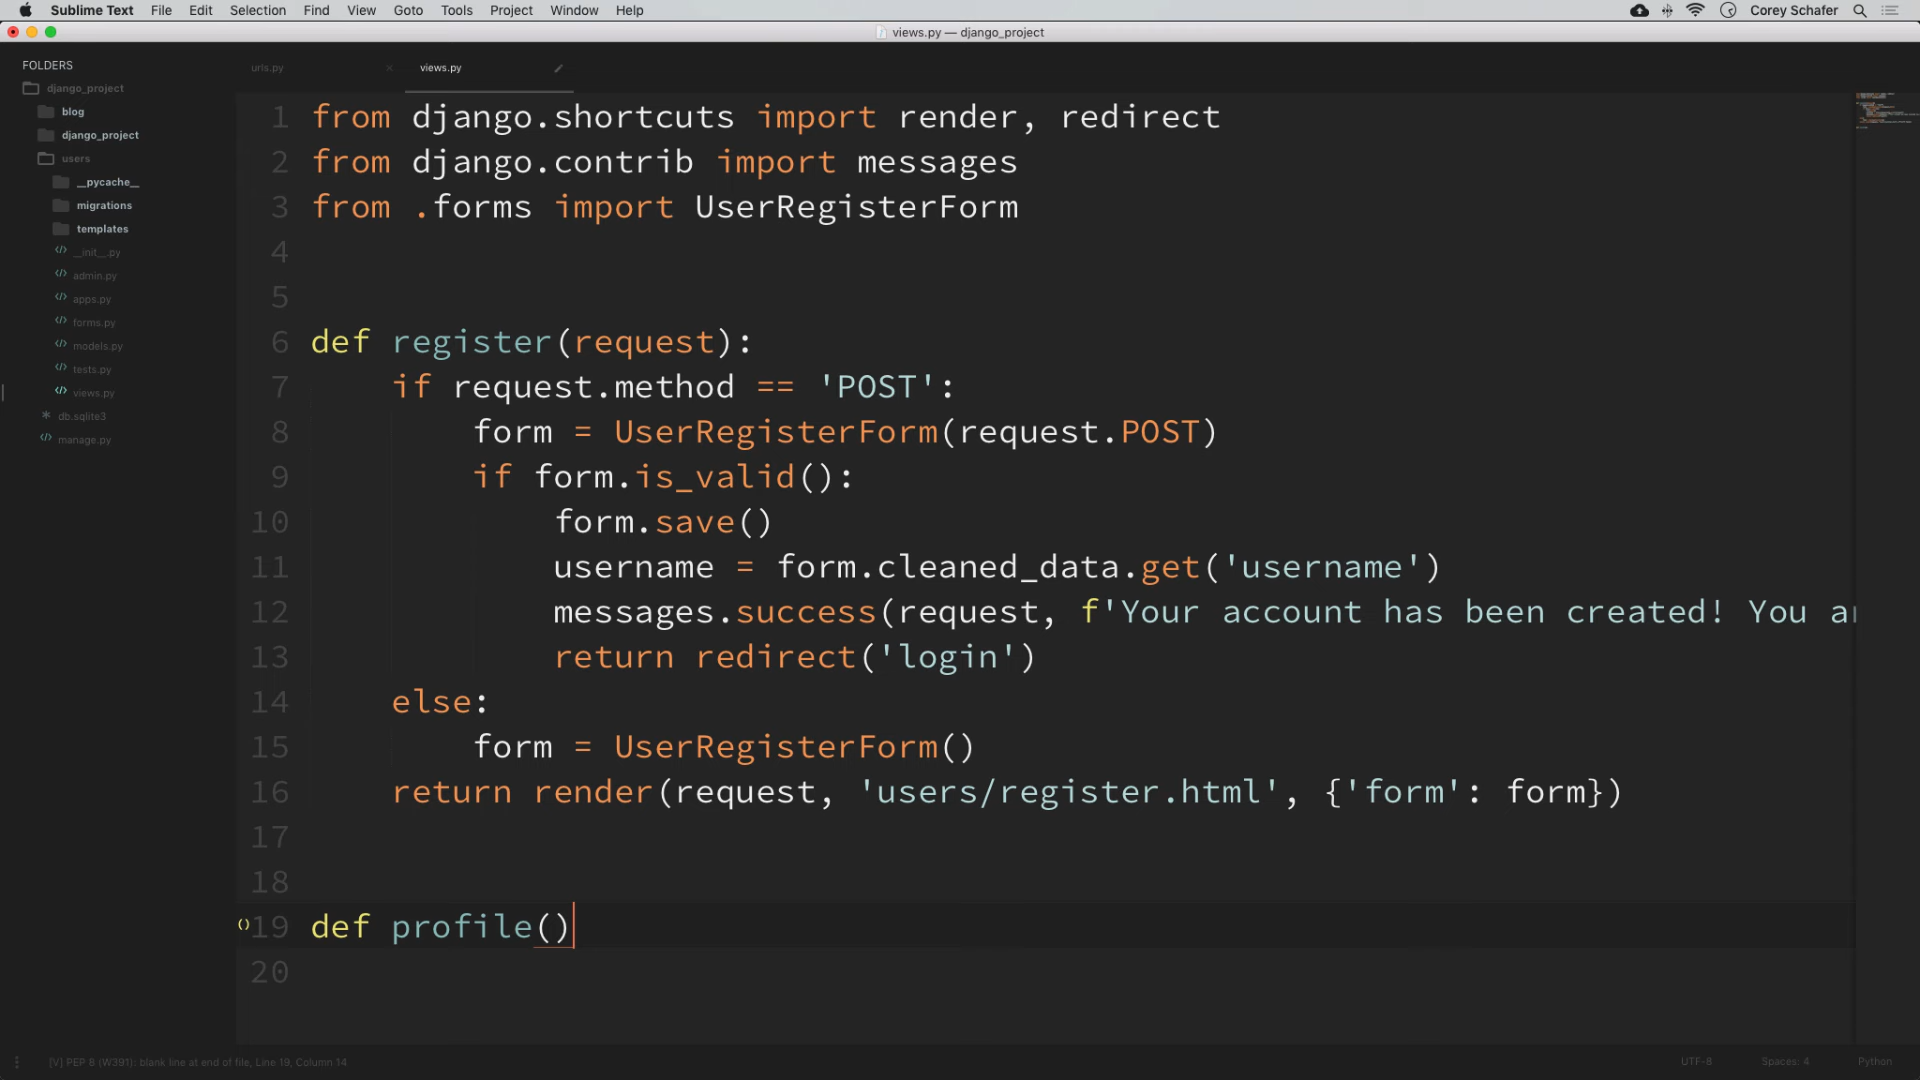 Sublime Text File Edit Selection Find View Goto Tools Project Window Help Corey Schafer
views.py — django_project
FOLDERS
django_project
blog
django_project
users
__pycache__
migrations
templates
__init__.py
admin.py
apps.py
forms.py
models.py
tests.py
views.py
db.sqlite3
manage.py
urls.py views.py
1 from django.shortcuts import render, redirect
2 from django.contrib import messages
3 from .forms import UserRegisterForm
4
5
6 def register(request):
7 if request.method == 'POST':
8 form = UserRegisterForm(request.POST)
9 if form.is_valid():
10 form.save()
11 username = form.cleaned_data.get('username')
12 messages.success(request, f'Your account has been created! You
13 return redirect('login')
14 else:
15 form = UserRegisterForm()
16 return render(request, 'users/register.html', {'form': form})
17
18
19 def profile()
20
[V] PEP 8 (W391): blank line at end of file, Line 19, Column 14 UTF-8 Spaces: 4 Python